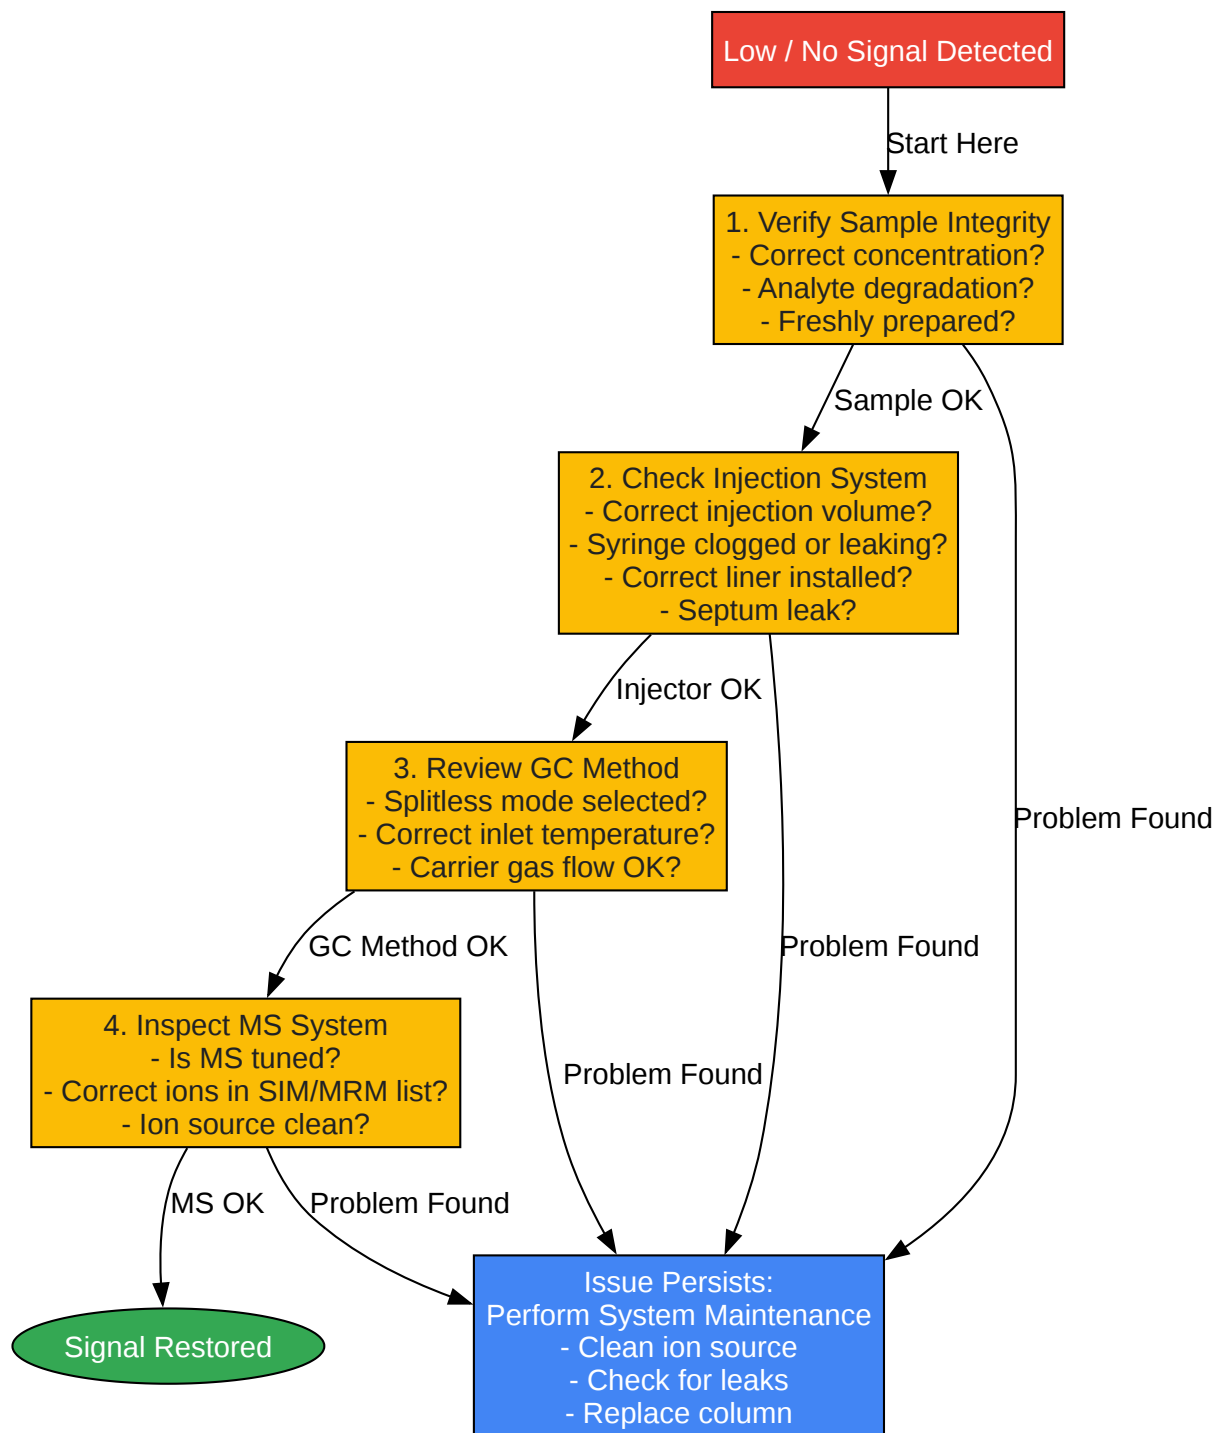 Low / No Signal Detected
Start Here
1. Verify Sample Integrity
- Correct concentration?
- Analyte degradation?
- Freshly prepared?
Sample OK
2. Check Injection System
- Correct injection volume?
- Syringe clogged or leaking?
- Correct liner installed?
- Septum leak?
Injector OK
3. Review GC Method
- Splitless mode selected?
- Correct inlet temperature?
- Carrier gas flow OK?
Problem Found
GC Method OK
Problem Found
4. Inspect MS System
- Is MS tuned?
- Correct ions in SIM/MRM list?
- Ion source clean?
Problem Found
MS OK
Problem Found
Issue Persists:
Perform System Maintenance
- Clean ion source
- Check for leaks
- Replace column
Signal Restored